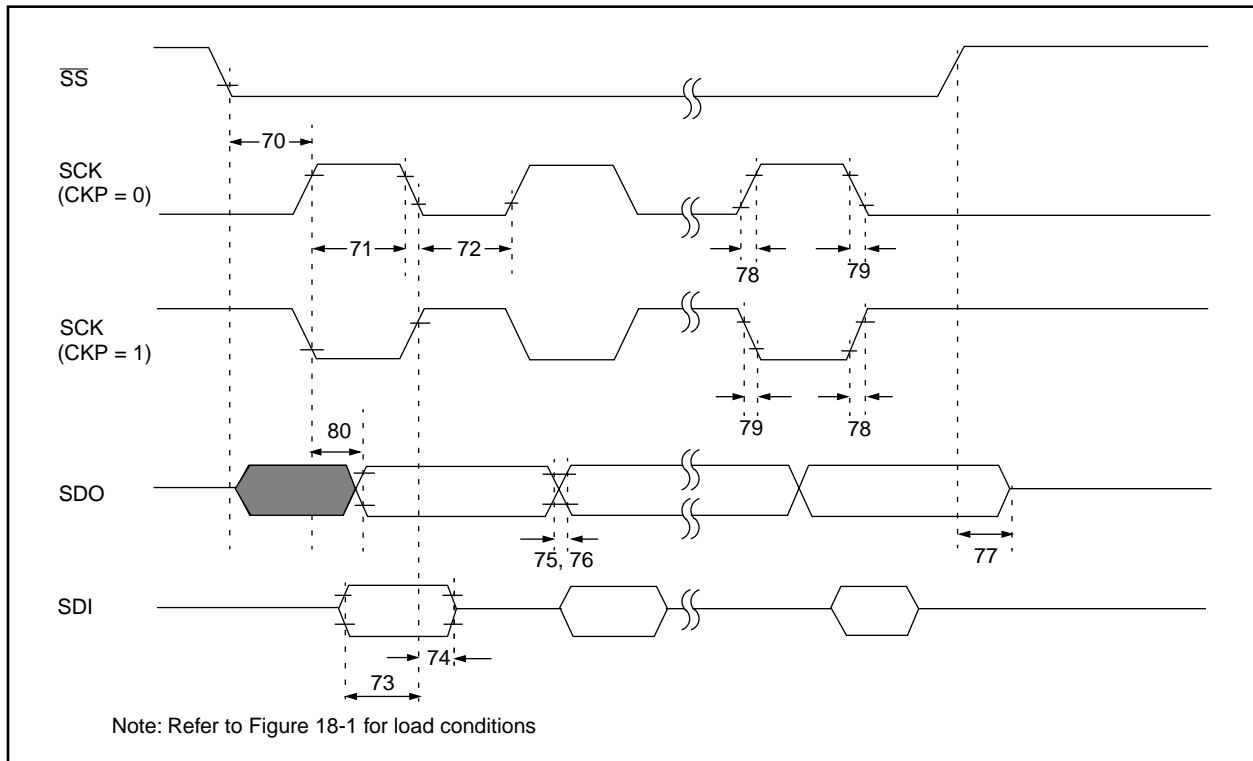 SS
70
SCK
(CKP = 0)
71
72
78
79
SCK
(CKP = 1)
79
78
80
SDO
75, 76
77
SDI
74
73
Note: Refer to Figure 18-1 for load conditions